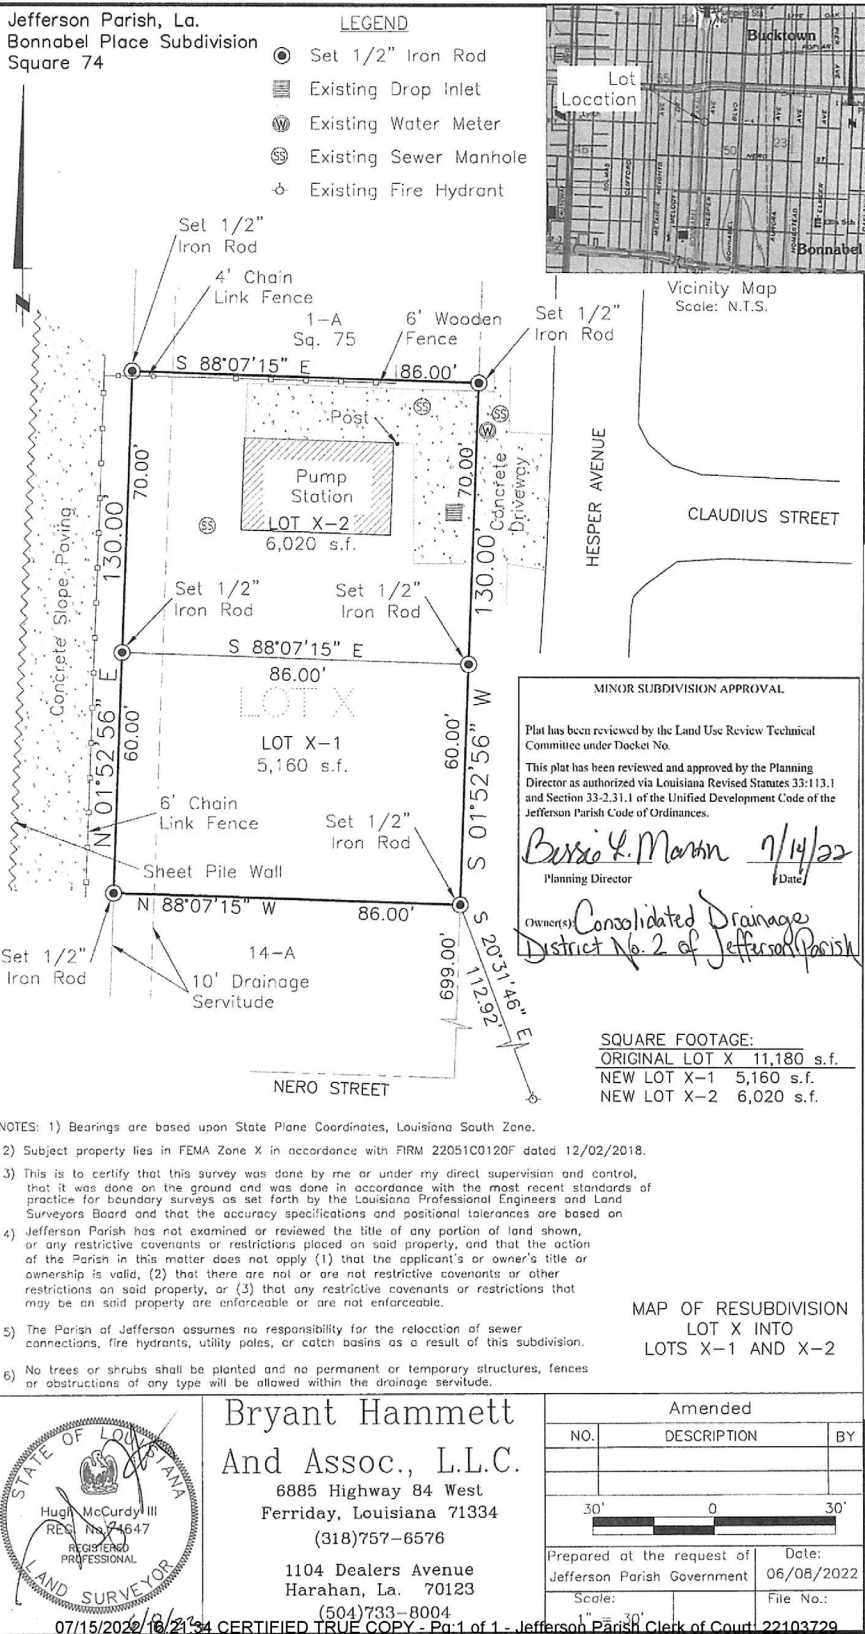 Jefferson Parish, La.
Bonnabel Place Subdivision
Square 74
LEGEND
Set 1/2" Iron Rod
Existing Drop Inlet
Existing Water Meter
Existing Sewer Manhole
Existing Fire Hydrant
Bucktown
Lot
Location
Bonnabel
Vicinity Map
Scale: N.T.S.
Set 1/2"
Iron Rod
4' Chain
Link Fence
1-A
Sq. 75
6' Wooden
Fence
Set 1/2"
Iron Rod
S 88°07'15" E
86.00'
Post
SS
SS
W
Pump
Station
LOT X-2
6,020 s.f.
SS
70.00'
130.00'
70.00'
130.00'
Concrete
Driveway
HESPER AVENUE
CLAUDIUS STREET
Concrete Slope Paving
Set 1/2"
Iron Rod
Set 1/2"
Iron Rod
S 88°07'15" E
86.00'
LOT X
LOT X-1
5,160 s.f.
N 01°52'56" E
60.00'
60.00'
S 01°52'56" W
6' Chain
Link Fence
Set 1/2"
Iron Rod
Sheet Pile Wall
N 88°07'15" W
86.00'
Set 1/2"
Iron Rod
14-A
10' Drainage
Servitude
699.00'
S 20°31'46" E
112.92'
NERO STREET
MINOR SUBDIVISION APPROVAL
Plat has been reviewed by the Land Use Review Technical
Committee under Docket No.
This plat has been reviewed and approved by the Planning
Director as authorized via Louisiana Revised Statutes 33:113.1
and Section 33-2.31.1 of the Unified Development Code of the
Jefferson Parish Code of Ordinances.
Bessie L. Martin 7/14/22
Planning Director Date
Owner(s): Consolidated Drainage
District No. 2 of Jefferson Parish
SQUARE FOOTAGE:
ORIGINAL LOT X 11,180 s.f.
NEW LOT X-1 5,160 s.f.
NEW LOT X-2 6,020 s.f.
NOTES: 1) Bearings are based upon State Plane Coordinates, Louisiana South Zone.
2) Subject property lies in FEMA Zone X in accordance with FIRM 22051C0120F dated 12/02/2018.
3) This is to certify that this survey was done by me or under my direct supervision and control,
that it was done on the ground and was done in accordance with the most recent standards of
practice for boundary surveys as set forth by the Louisiana Professional Engineers and Land
Surveyors Board and that the accuracy specifications and positional tolerances are based on
4) Jefferson Parish has not examined or reviewed the title of any portion of land shown,
or any restrictive covenants or restrictions placed on said property, and that the action
of the Parish in this matter does not apply (1) that the applicant's or owner's title or
ownership is valid, (2) that there are not or are not restrictive covenants or other
restrictions on said property, or (3) that any restrictive covenants or restrictions that
may be on said property are enforceable or are not enforceable.
5) The Parish of Jefferson assumes no responsibility for the relocation of sewer
connections, fire hydrants, utility poles, or catch basins as a result of this subdivision.
6) No trees or shrubs shall be planted and no permanent or temporary structures, fences
or obstructions of any type will be allowed within the drainage servitude.
MAP OF RESUBDIVISION
LOT X INTO
LOTS X-1 AND X-2
STATE OF LOUISIANA
Hugh McCurdy III
REG. No.
REGISTERED
PROFESSIONAL
LAND SURVEYOR
Bryant Hammett
And Assoc., L.L.C.
6885 Highway 84 West
Ferriday, Louisiana 71334
(318)757-6576
1104 Dealers Avenue
Harahan, La. 70123
(504)733-8004
Amended
NO. DESCRIPTION BY
30' 0 30'
Prepared at the request of
Jefferson Parish Government
Date:
06/08/2022
Scale:
1" = 30'
File No.:
07/15/2022 16:21:34 CERTIFIED TRUE COPY - Pg:1 of 1 - Jefferson Parish Clerk of Court 22103729